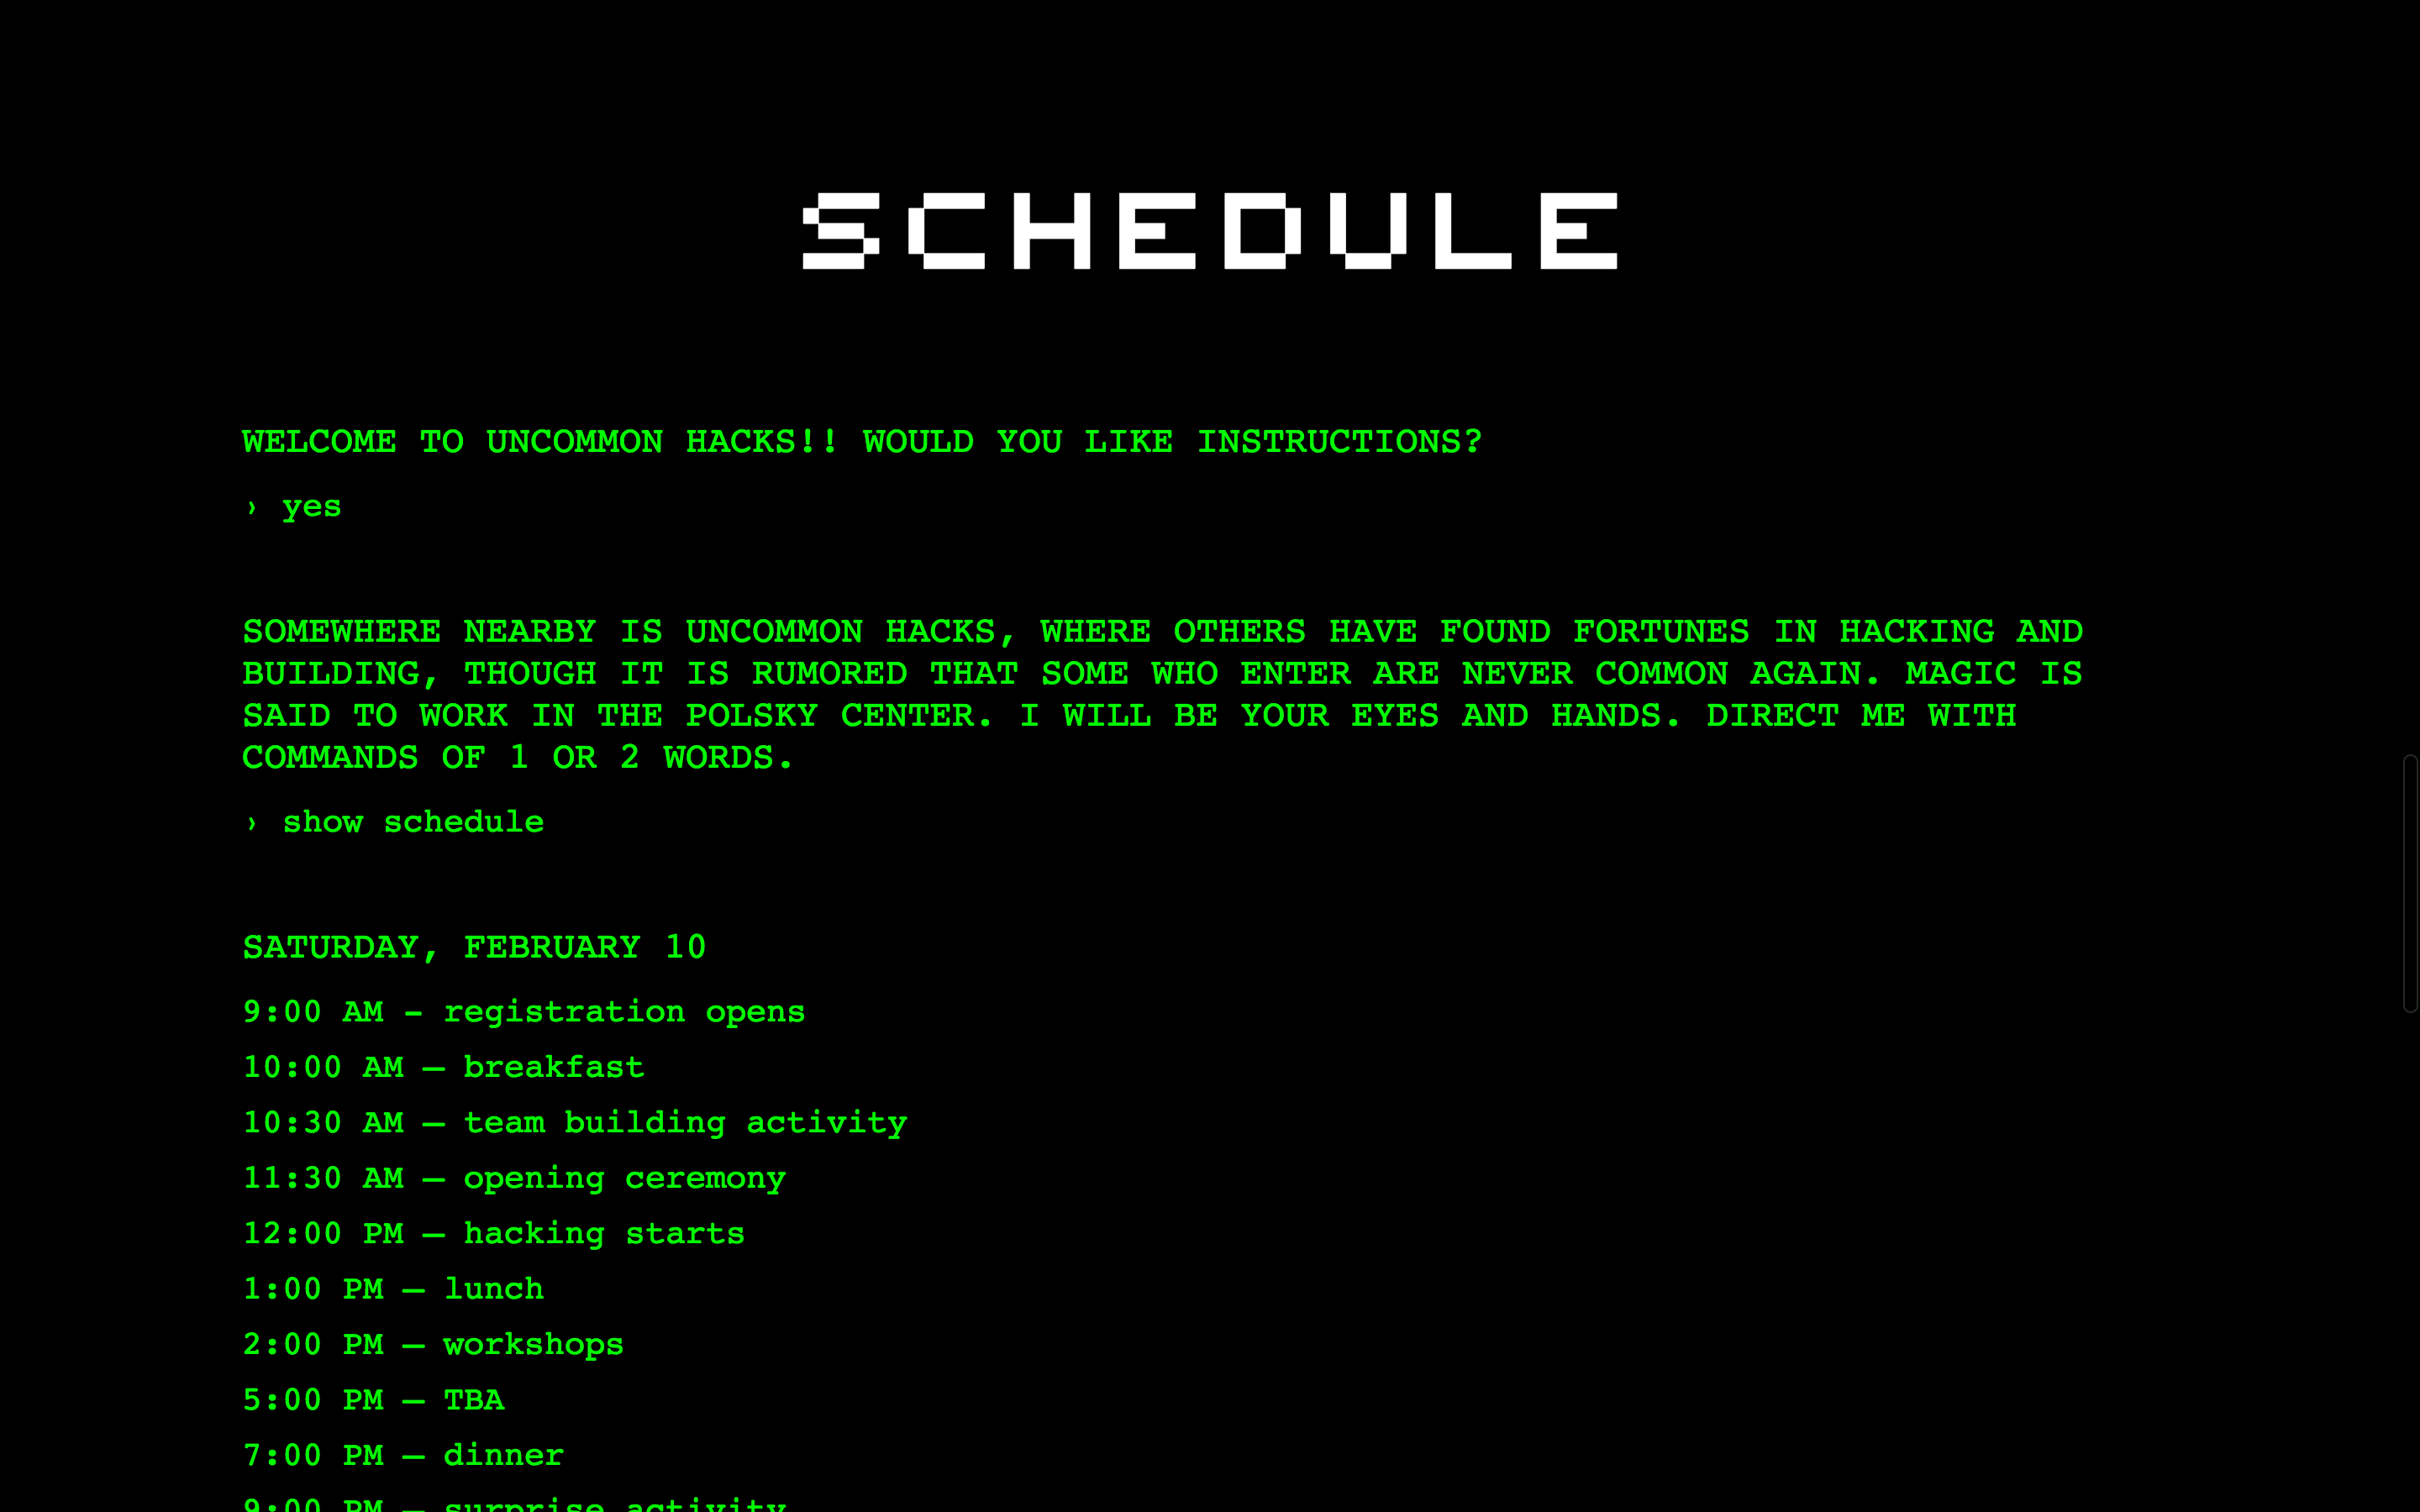 SCHEDULE
WELCOME TO UNCOMMON HACKS!! WOULD YOU LIKE INSTRUCTIONS?
› yes
SOMEWHERE NEARBY IS UNCOMMON HACKS, WHERE OTHERS HAVE FOUND FORTUNES IN HACKING AND
BUILDING, THOUGH IT IS RUMORED THAT SOME WHO ENTER ARE NEVER COMMON AGAIN. MAGIC IS
SAID TO WORK IN THE POLSKY CENTER. I WILL BE YOUR EYES AND HANDS. DIRECT ME WITH
COMMANDS OF 1 OR 2 WORDS.
› show schedule
SATURDAY, FEBRUARY 10
9:00 AM - registration opens
10:00 AM — breakfast
10:30 AM — team building activity
11:30 AM — opening ceremony
12:00 PM — hacking starts
1:00 PM — lunch
2:00 PM — workshops
5:00 PM — TBA
7:00 PM — dinner
9:00 PM — surprise activity